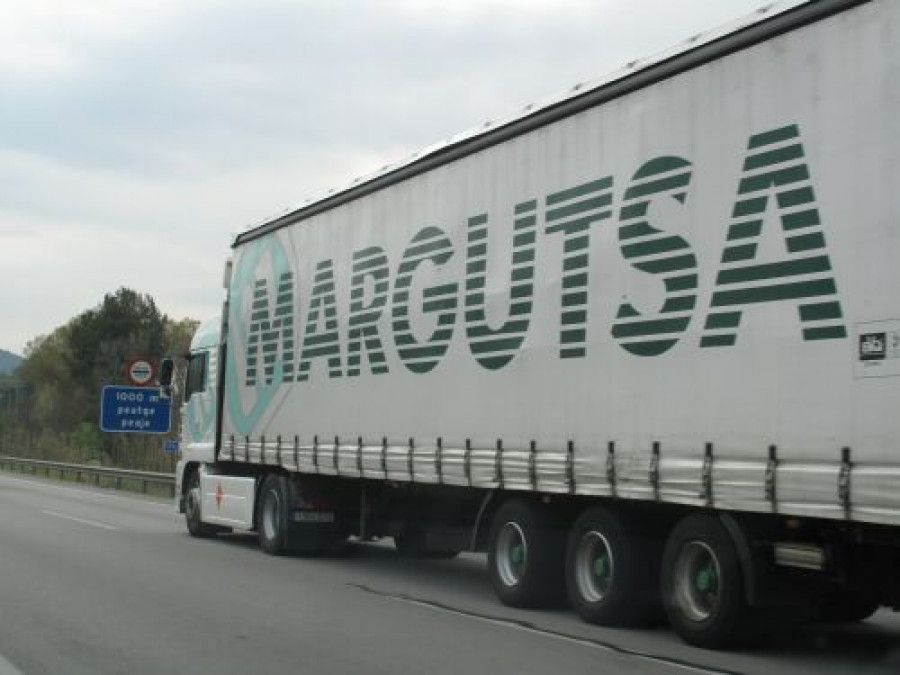 MARGUTSA
1000 m
peatge
peaje